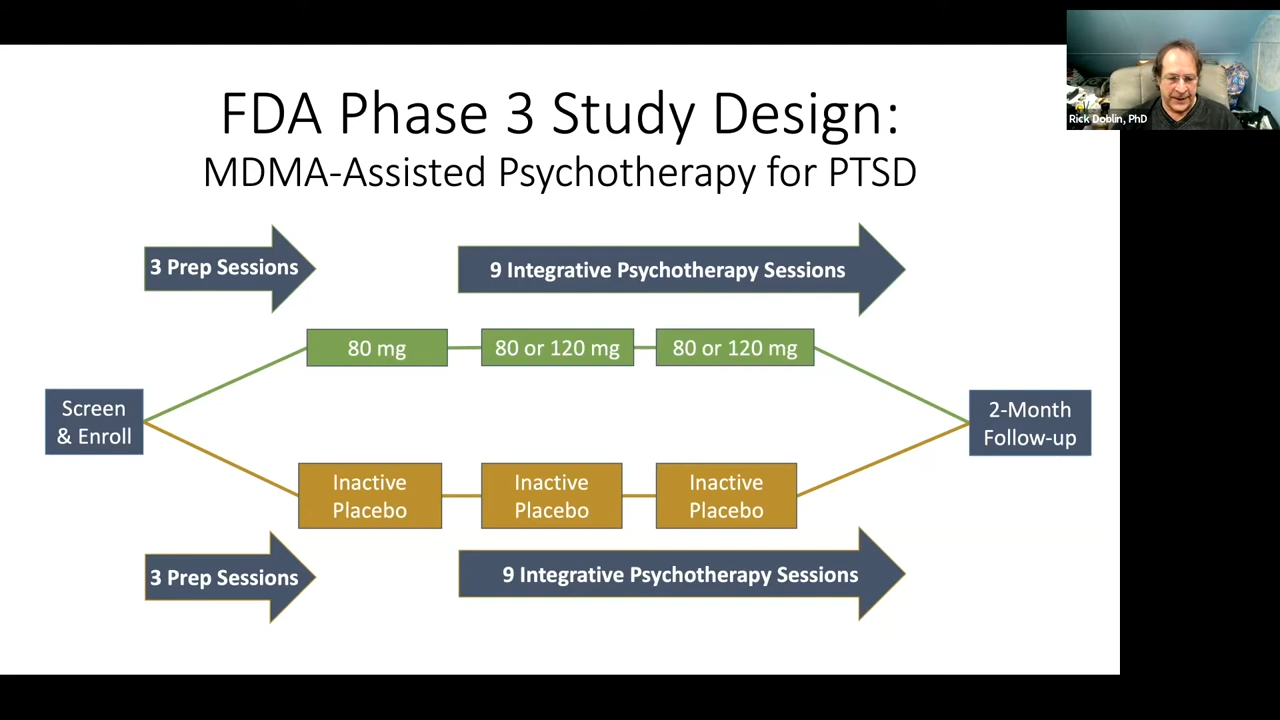 FDA Phase 3 Study Design:
MDMA-Assisted Psychotherapy for PTSD
Rick Doblin, PhD
3 Prep Sessions
9 Integrative Psychotherapy Sessions
80 mg
80 or 120 mg
80 or 120 mg
Screen
& Enroll
2-Month
Follow-up
Inactive
Placebo
Inactive
Placebo
Inactive
Placebo
3 Prep Sessions
9 Integrative Psychotherapy Sessions